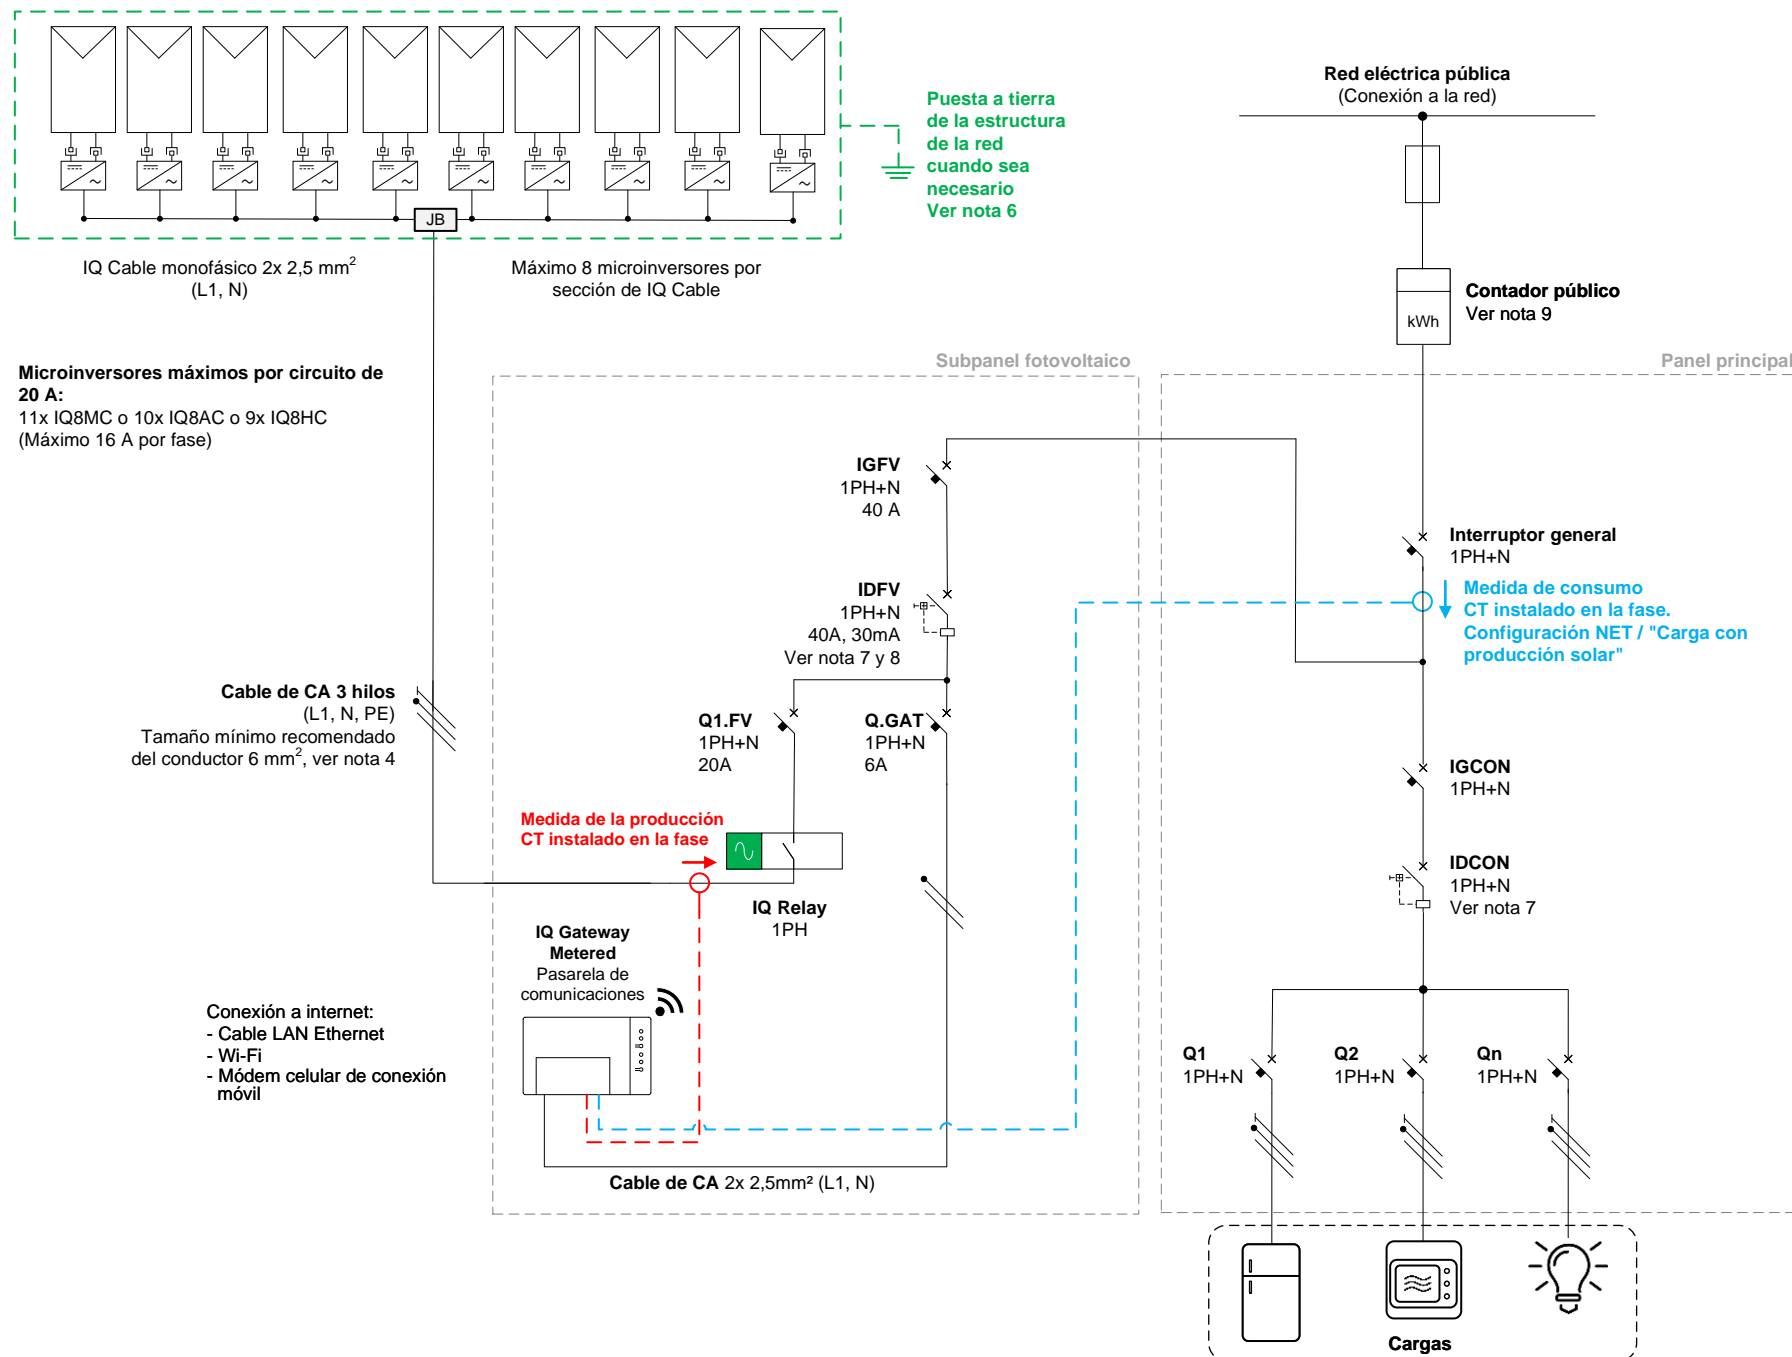 Puesta a tierra
de la estructura
de la red
cuando sea
necesario
Ver nota 6
Red eléctrica pública
(Conexión a la red)
JB
IQ Cable monofásico 2x 2,5 mm²
(L1, N)
Máximo 8 microinversores por
sección de IQ Cable
Contador público
Ver nota 9
kWh
Microinversores máximos por circuito de
20 A:
11x IQ8MC o 10x IQ8AC o 9x IQ8HC
(Máximo 16 A por fase)
Subpanel fotovoltaico
Panel principal
IGFV
1PH+N
40 A
Interruptor general
1PH+N
IDFV
1PH+N
40A, 30mA
Ver nota 7 y 8
Medida de consumo
CT instalado en la fase.
Configuración NET / "Carga con
producción solar"
Cable de CA 3 hilos
(L1, N, PE)
Tamaño mínimo recomendado
del conductor 6 mm², ver nota 4
Q1.FV
1PH+N
20A
Q.GAT
1PH+N
6A
IGCON
1PH+N
Medida de la producción
CT instalado en la fase
IQ Relay
1PH
IDCON
1PH+N
Ver nota 7
IQ Gateway
Metered
Pasarela de
comunicaciones
Conexión a internet:
- Cable LAN Ethernet
- Wi-Fi
- Módem celular de conexión
móvil
Q1
1PH+N
Q2
1PH+N
Qn
1PH+N
Cable de CA 2x 2,5mm² (L1, N)
Cargas